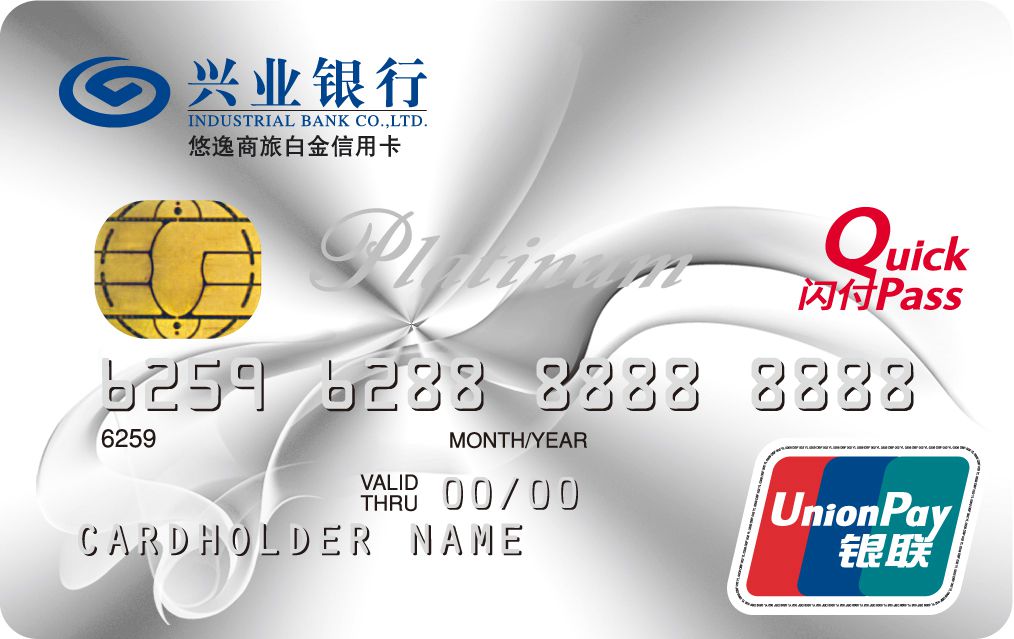 兴业银行
INDUSTRIAL BANK CO.,LTD.
悠逸商旅白金信用卡
Platinum
Quick
闪付Pass
6259 6288 8888 8888
6259
MONTH/YEAR
VALID
THRU
00/00
CARDHOLDER NAME
UnionPay
银联